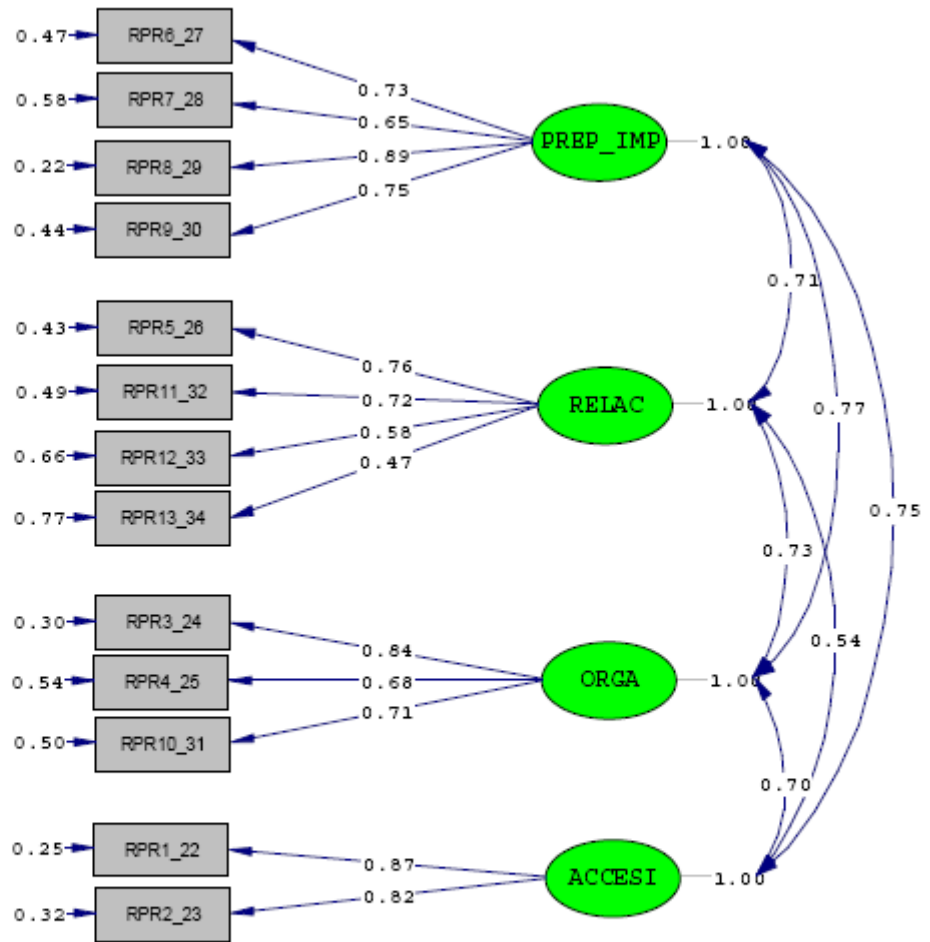 0.47 RPR6_27
0.73
0.58 RPR7_28
0.65
PREP_IMP 1.00
0.22 RPR8_29
0.89
0.75
0.44 RPR9_30
0.71
0.43 RPR5_26
0.76
0.49 RPR11_32
0.72
RELAC 1.00
0.77
0.58
0.66 RPR12_33
0.47
0.77 RPR13_34
0.75
0.73
0.30 RPR3_24
0.84
0.54
0.54 RPR4_25
0.68
ORGA 1.00
0.71
0.50 RPR10_31
0.70
0.25 RPR1_22
0.87
ACCESI 1.00
0.82
0.32 RPR2_23